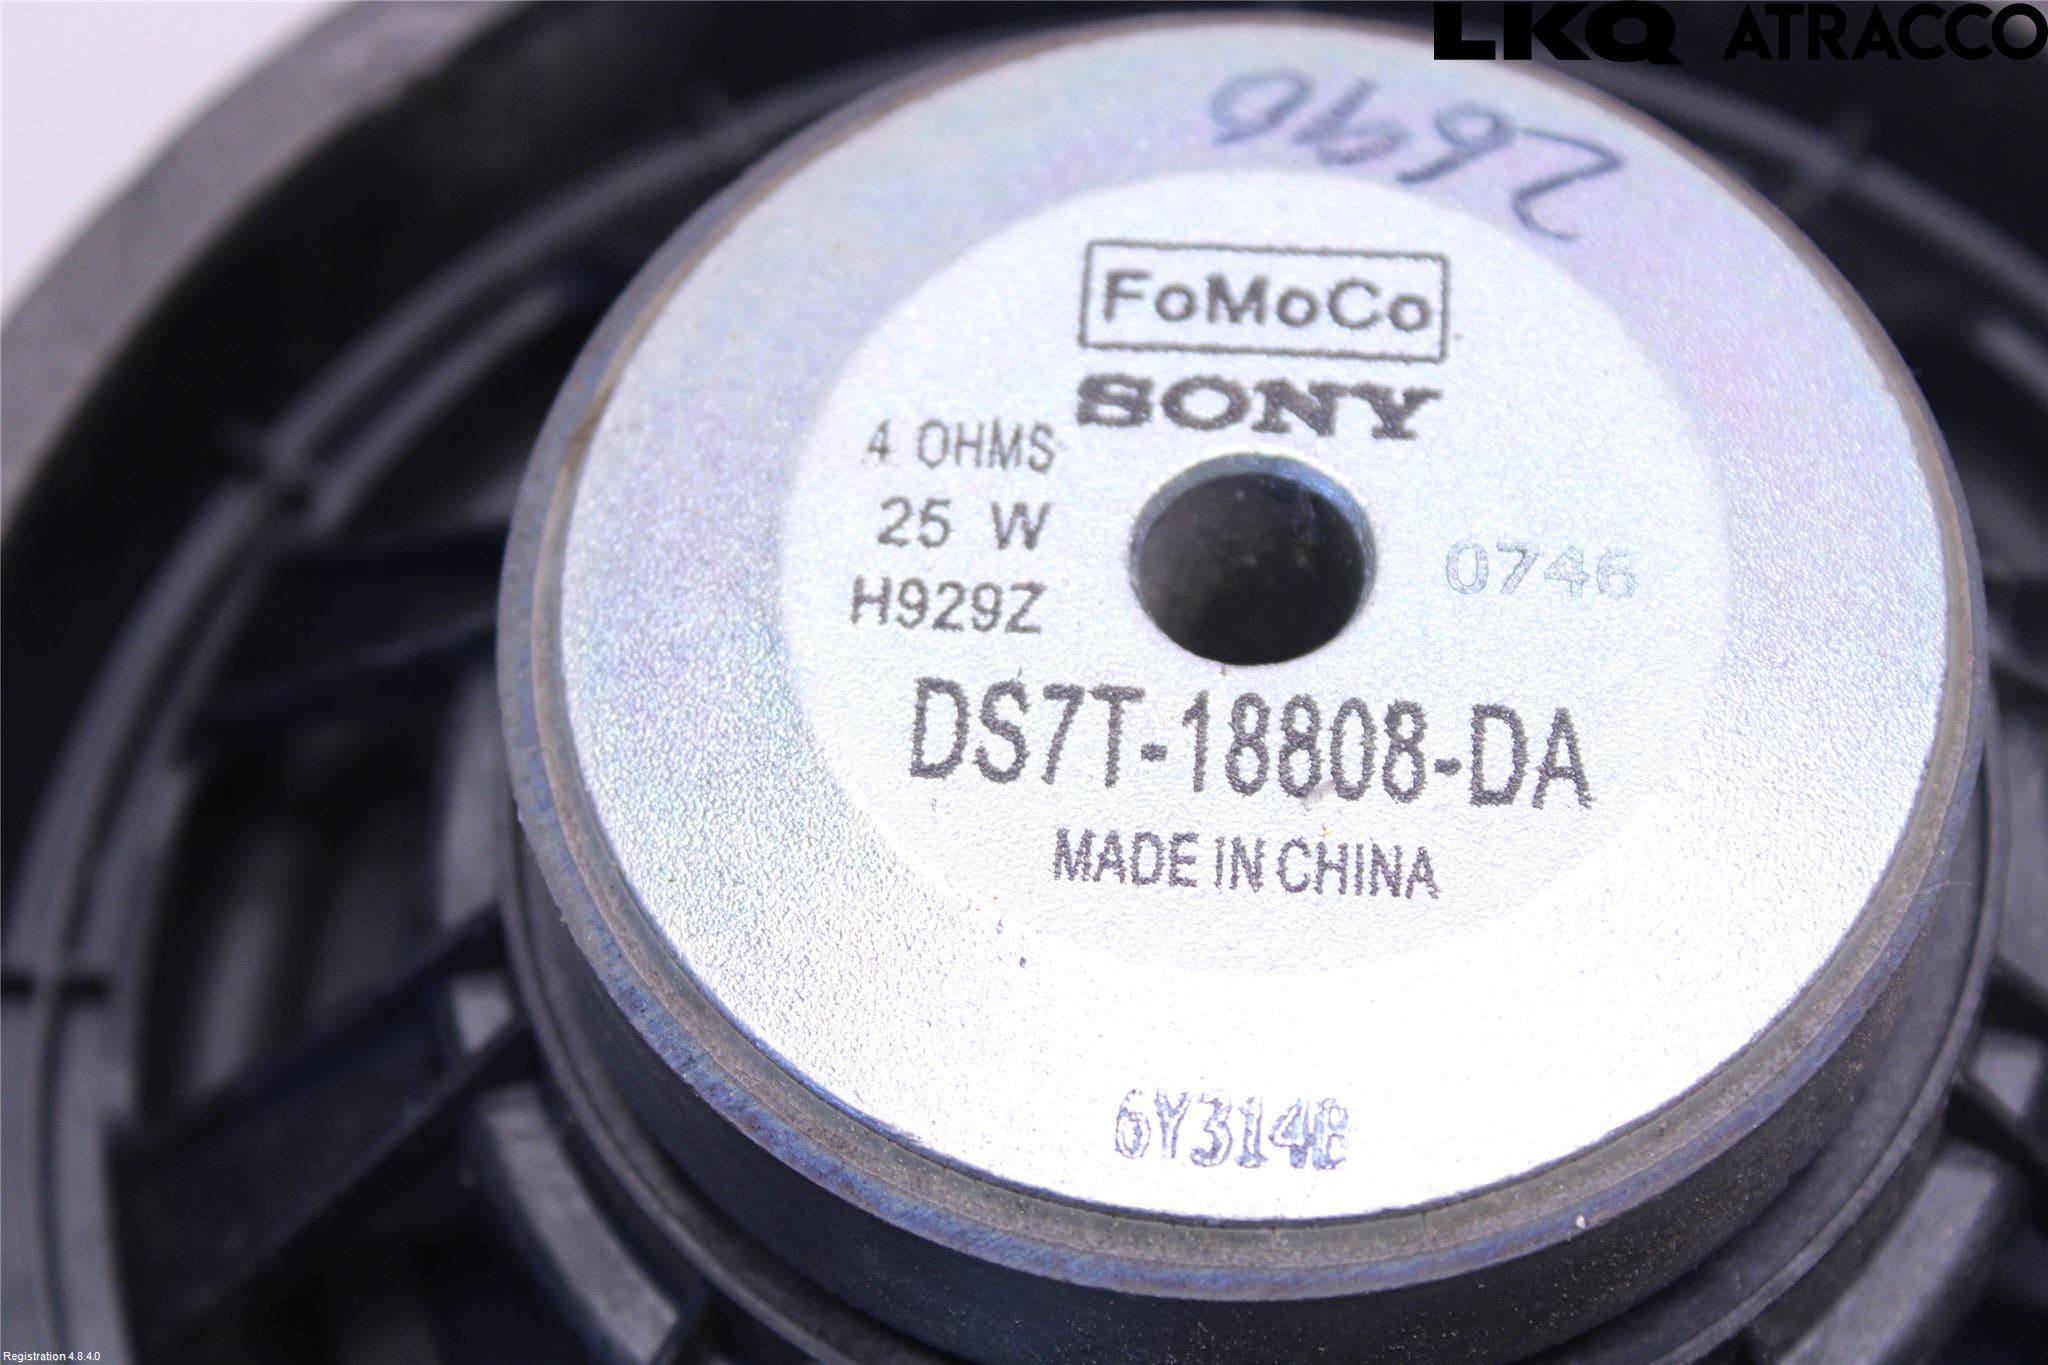 LKQ ATRACCO
FoMoCo
SONY
4 OHMS
25 W
H929Z
0746
DS7T-18808-DA
MADE IN CHINA
6Y314B
Registration 4.8.4.0